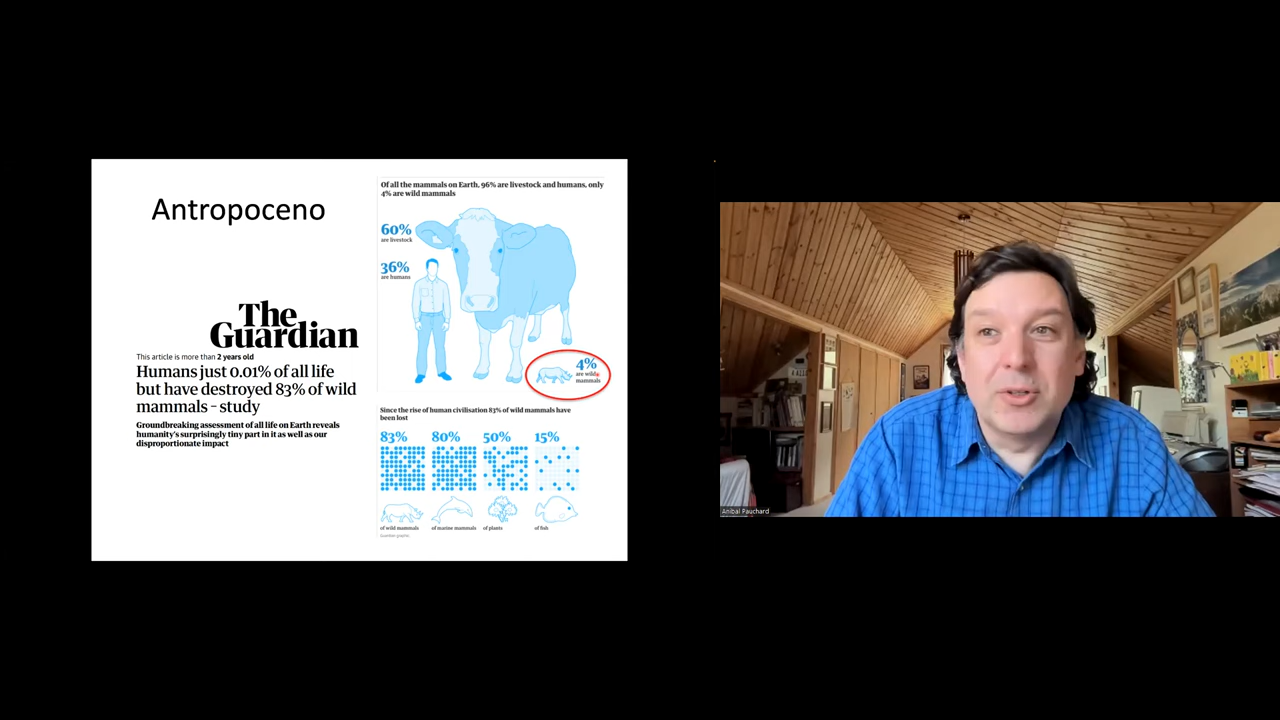 Antropoceno
The
Guardian
This article is more than 2 years old
Humans just 0.01% of all life
but have destroyed 83% of wild
mammals – study
Groundbreaking assessment of all life on Earth reveals
humanity's surprisingly tiny part in it as well as our
disproportionate impact
Of all the mammals on Earth, 96% are livestock and humans, only
4% are wild mammals
60%
are livestock
36%
are humans
4%
are wild
mammals
Since the rise of human civilisation 83% of wild mammals have
been lost
83%
80%
50%
15%
of wild mammals
of marine mammals
of plants
of fish
Guardian graphic
Anibal Pauchard